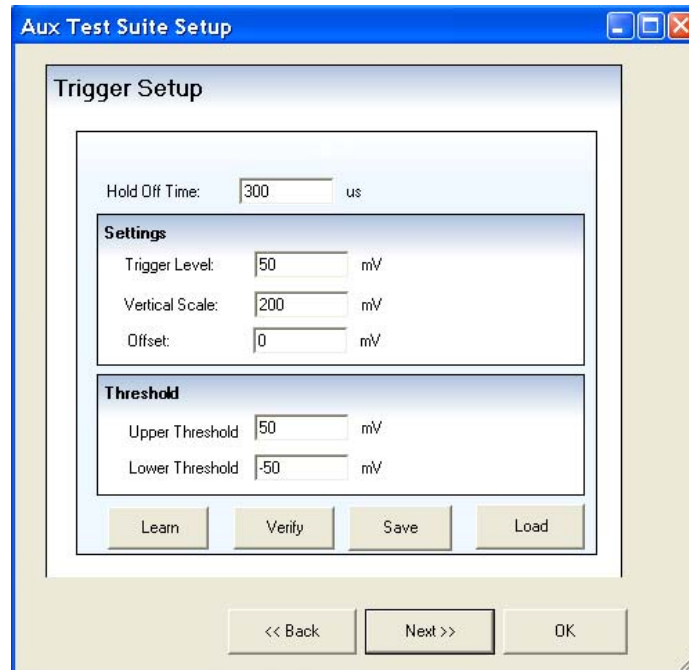 Aux Test Suite Setup
Trigger Setup
Hold Off Time: 300 us
Settings
Trigger Level: 50 mV
Vertical Scale: 200 mV
Offset: 0 mV
Threshold
Upper Threshold 50 mV
Lower Threshold -50 mV
Learn Verify Save Load
<< Back Next >> OK